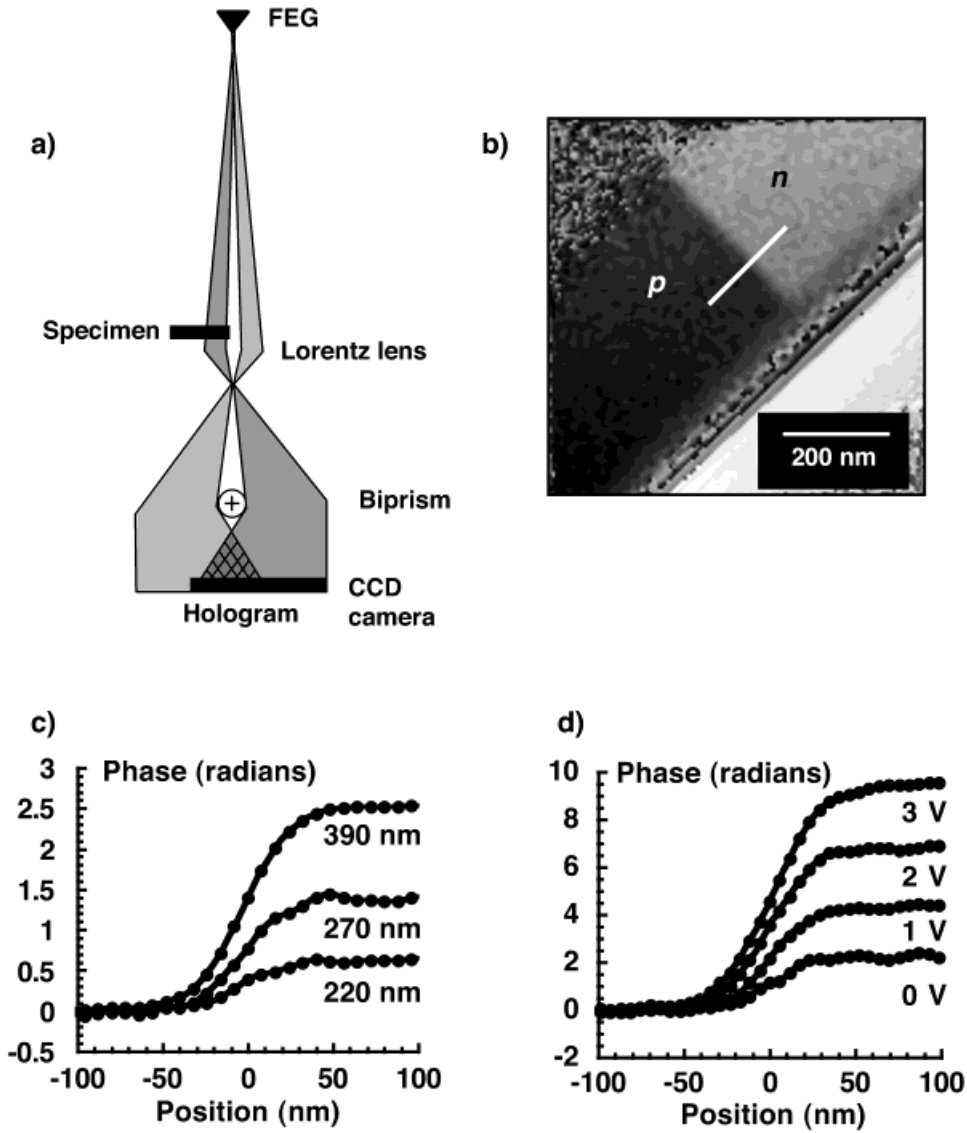 FEG
a)
b)
n
p
Specimen
Lorentz lens
200 nm
Biprism
CCD
camera
Hologram
c)
d)
Phase (radians)
3
2.5
2
1.5
1
0.5
0
-0.5
390 nm
270 nm
220 nm
-100 -50 0 50 100
Position (nm)
Phase (radians)
10
8
6
4
2
0
-2
3 V
2 V
1 V
0 V
-100 -50 0 50 100
Position (nm)